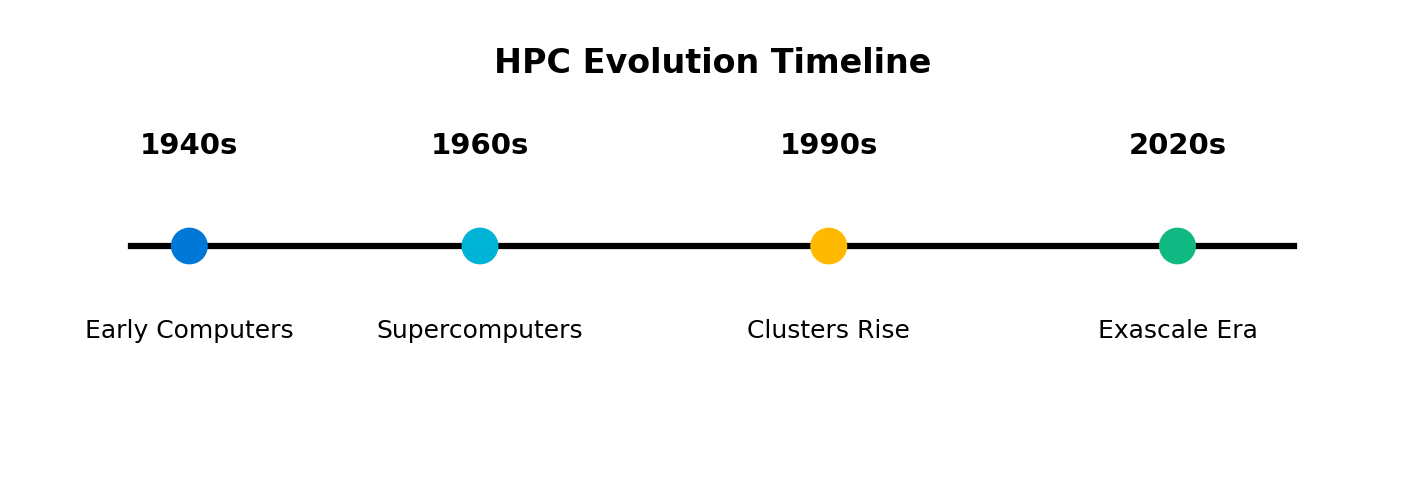 HPC Evolution Timeline
1940s
1960s
1990s
2020s
Early Computers
Supercomputers
Clusters Rise
Exascale Era